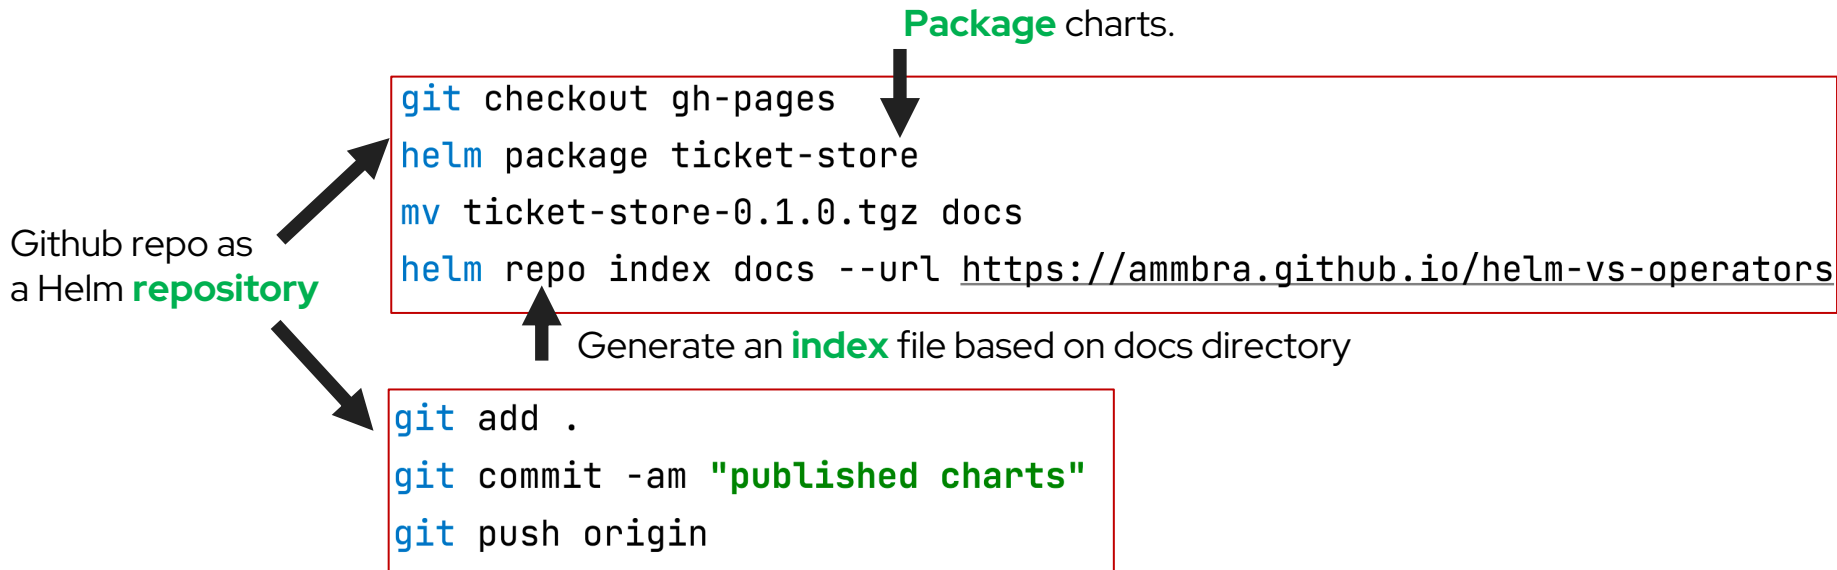 Package charts.
git checkout gh-pages
helm package ticket-store
mv ticket-store-0.1.0.tgz docs
helm repo index docs --url https://ammbra.github.io/helm-vs-operators
Github repo as
a Helm repository
Generate an index file based on docs directory
git add .
git commit -am "published charts"
git push origin